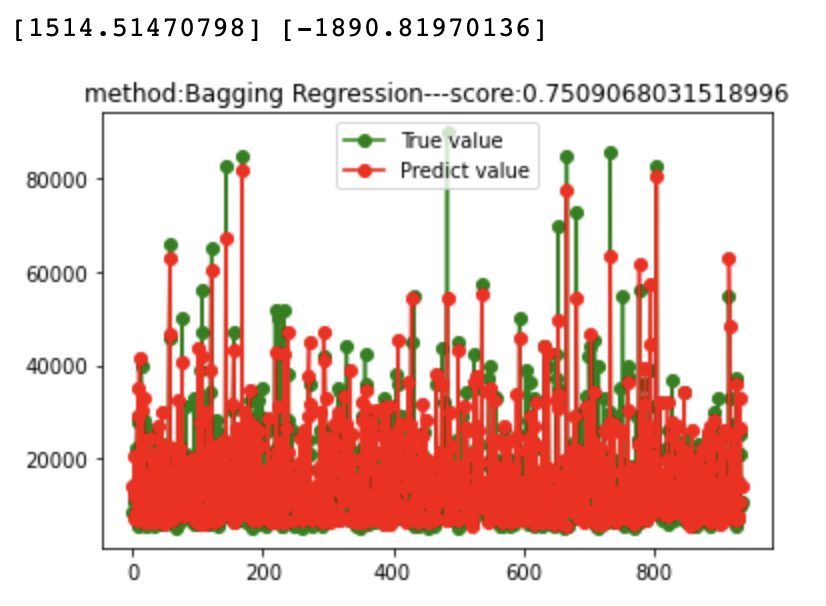 [1514.51470798] [-1890.81970136]
method:Bagging Regression---score:0.7509068031518996
True value
Predict value
80000
60000
40000
20000
0 200 400 600 800